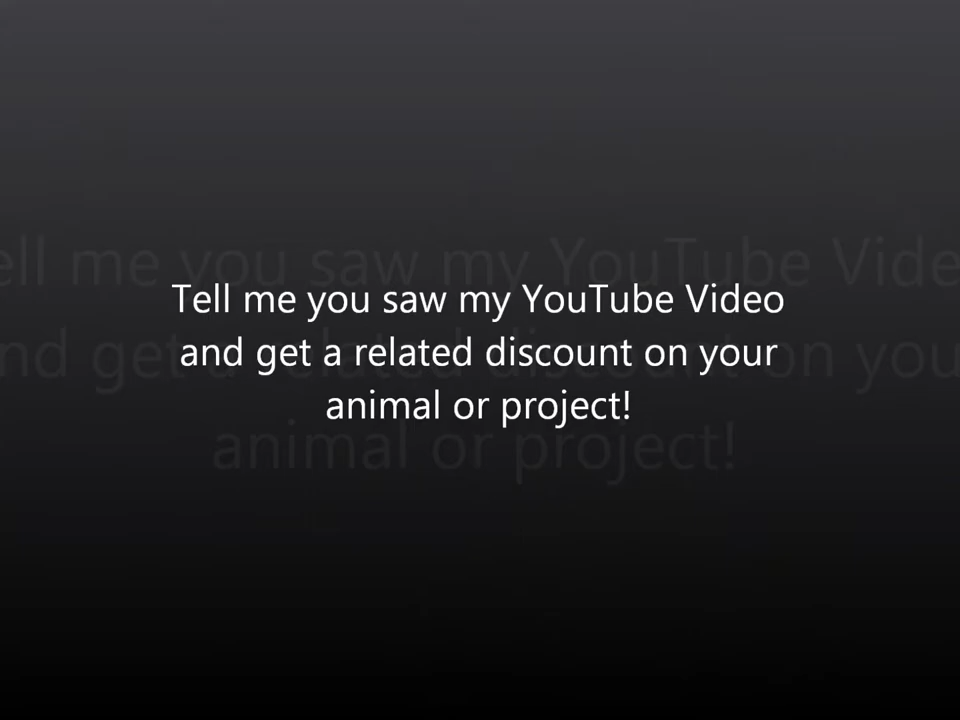 Tell me you saw my YouTube Video
and get a related discount on your
animal or project!